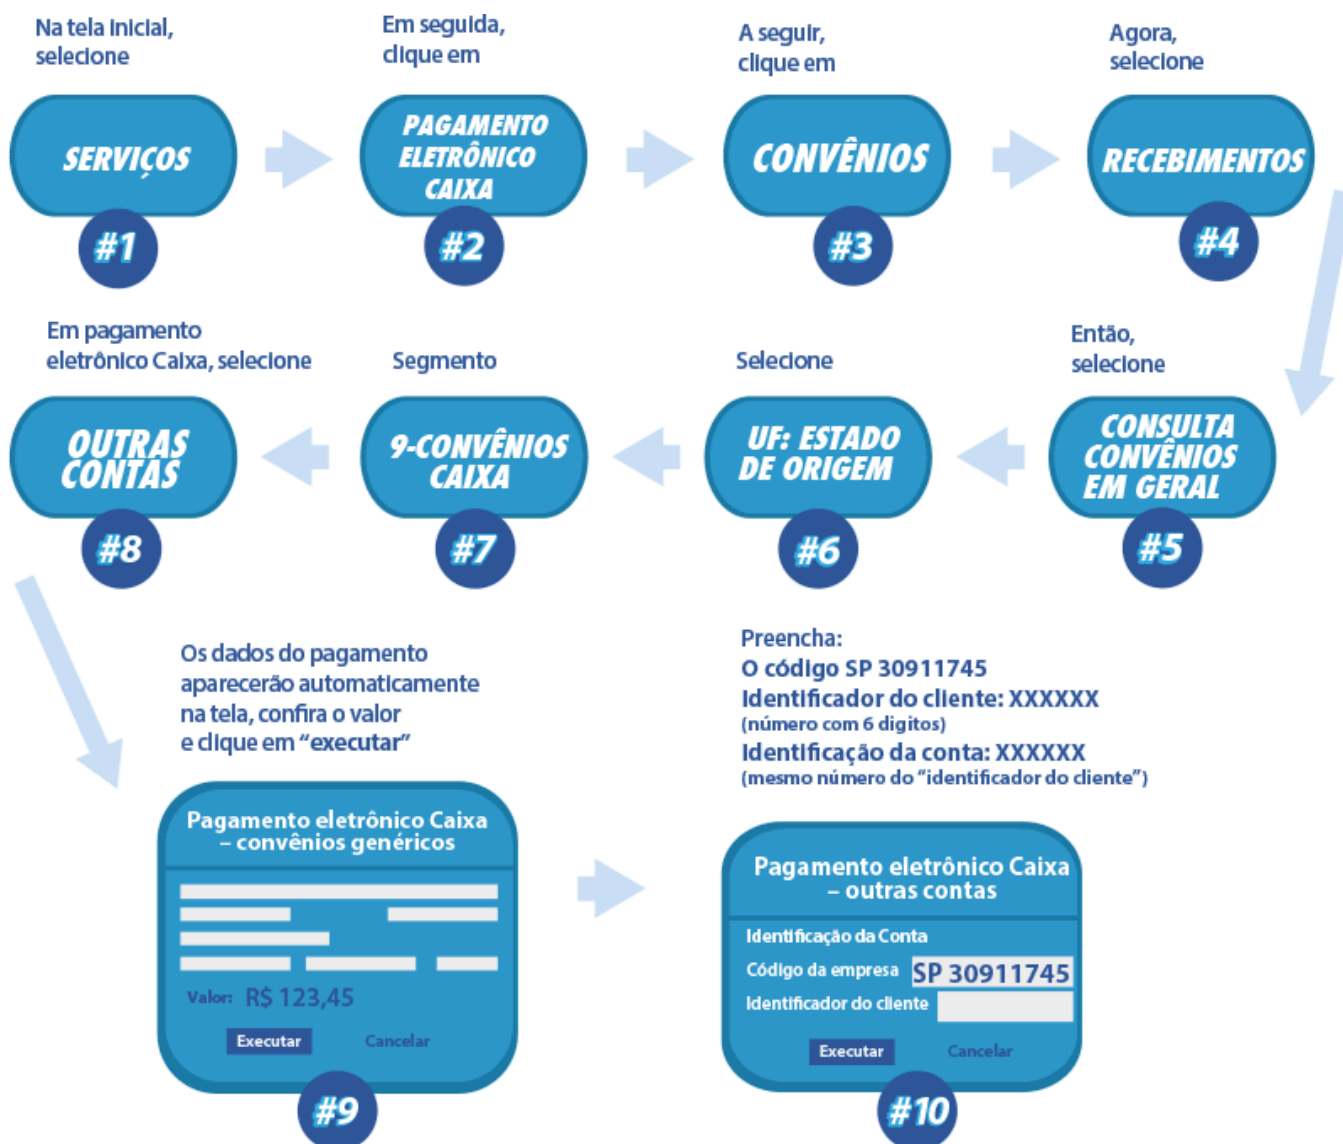 Na tela inicial,
selecione
SERVIÇOS
#1
Em seguida,
clique em
PAGAMENTO
ELETRÔNICO
CAIXA
#2
A seguir,
clique em
CONVÊNIOS
#3
Agora,
selecione
RECEBIMENTOS
#4
Então,
selecione
CONSULTA
CONVÊNIOS
EM GERAL
#5
Selecione
UF: ESTADO
DE ORIGEM
#6
Segmento
9-CONVÊNIOS
CAIXA
#7
Em pagamento
eletrônico Caixa, selecione
OUTRAS
CONTAS
#8
Os dados do pagamento
aparecerão automaticamente
na tela, confira o valor
e clique em “executar”
Pagamento eletrônico Caixa
– convênios genéricos
Valor: R$ 123,45
Executar Cancelar
#9
Preencha:
O código SP 30911745
Identificador do cliente: XXXXXX
(número com 6 digitos)
Identificação da conta: XXXXXX
(mesmo número do “identificador do cliente”)
Pagamento eletrônico Caixa
– outras contas
Identificação da Conta
Código da empresa SP 30911745
Identificador do cliente
Executar Cancelar
#10